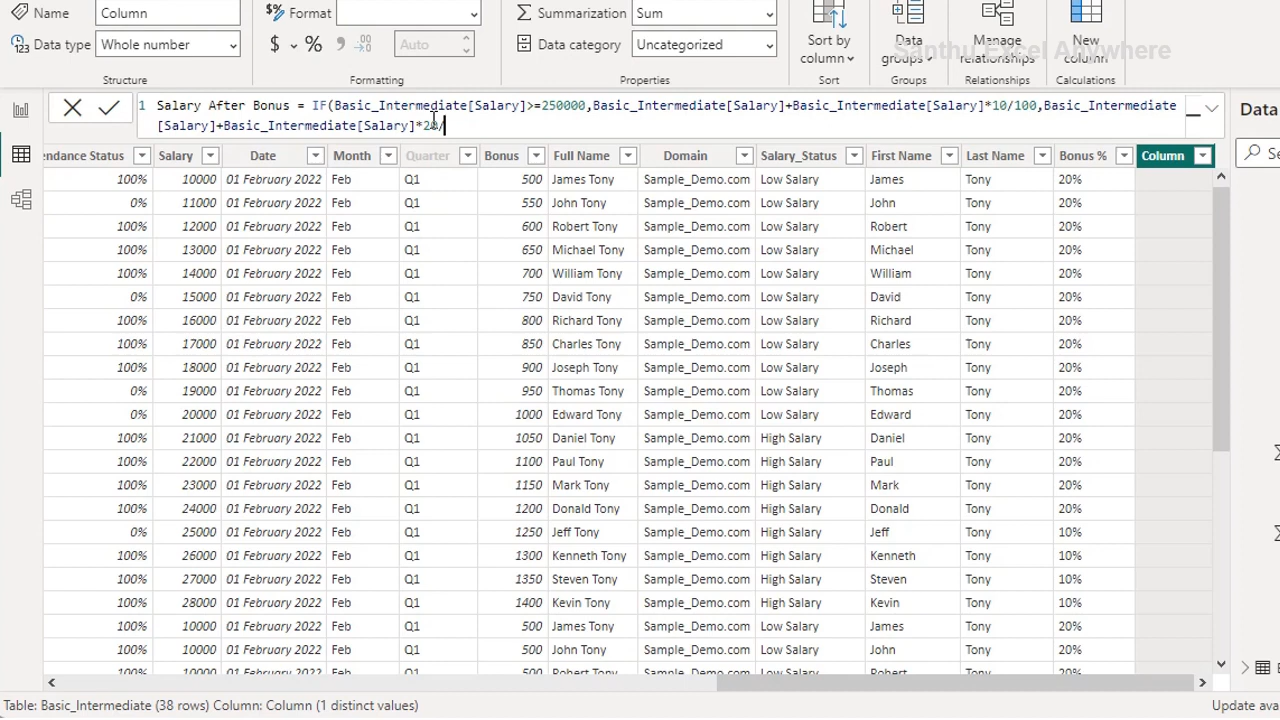 Name Column Format Summarization Sum
Santhu Excel Anywhere
123 Data type Whole number $ % Auto Data category Uncategorized
Sort by column Data groups Manage relationships New column
Structure Formatting Properties Sort Groups Relationships Calculations
1 Salary After Bonus = IF(Basic_Intermediate[Salary]>=250000,Basic_Intermediate[Salary]+Basic_Intermediate[Salary]*10/100,Basic_Intermediate
[Salary]+Basic_Intermediate[Salary]*20/
Data
endance Status Salary Date Month Quarter Bonus Full Name Domain Salary_Status First Name Last Name Bonus % Column
100% 10000 01 February 2022 Feb Q1 500 James Tony Sample_Demo.com Low Salary James Tony 20%
0% 11000 01 February 2022 Feb Q1 550 John Tony Sample_Demo.com Low Salary John Tony 20%
100% 12000 01 February 2022 Feb Q1 600 Robert Tony Sample_Demo.com Low Salary Robert Tony 20%
100% 13000 01 February 2022 Feb Q1 650 Michael Tony Sample_Demo.com Low Salary Michael Tony 20%
100% 14000 01 February 2022 Feb Q1 700 William Tony Sample_Demo.com Low Salary William Tony 20%
0% 15000 01 February 2022 Feb Q1 750 David Tony Sample_Demo.com Low Salary David Tony 20%
100% 16000 01 February 2022 Feb Q1 800 Richard Tony Sample_Demo.com Low Salary Richard Tony 20%
100% 17000 01 February 2022 Feb Q1 850 Charles Tony Sample_Demo.com Low Salary Charles Tony 20%
100% 18000 01 February 2022 Feb Q1 900 Joseph Tony Sample_Demo.com Low Salary Joseph Tony 20%
0% 19000 01 February 2022 Feb Q1 950 Thomas Tony Sample_Demo.com Low Salary Thomas Tony 20%
0% 20000 01 February 2022 Feb Q1 1000 Edward Tony Sample_Demo.com Low Salary Edward Tony 20%
100% 21000 01 February 2022 Feb Q1 1050 Daniel Tony Sample_Demo.com High Salary Daniel Tony 20%
100% 22000 01 February 2022 Feb Q1 1100 Paul Tony Sample_Demo.com High Salary Paul Tony 20%
100% 23000 01 February 2022 Feb Q1 1150 Mark Tony Sample_Demo.com High Salary Mark Tony 20%
100% 24000 01 February 2022 Feb Q1 1200 Donald Tony Sample_Demo.com High Salary Donald Tony 20%
0% 25000 01 February 2022 Feb Q1 1250 Jeff Tony Sample_Demo.com High Salary Jeff Tony 10%
100% 26000 01 February 2022 Feb Q1 1300 Kenneth Tony Sample_Demo.com High Salary Kenneth Tony 10%
100% 27000 01 February 2022 Feb Q1 1350 Steven Tony Sample_Demo.com High Salary Steven Tony 10%
100% 28000 01 February 2022 Feb Q1 1400 Kevin Tony Sample_Demo.com High Salary Kevin Tony 10%
100% 10000 01 February 2022 Feb Q1 500 James Tony Sample_Demo.com Low Salary James Tony 20%
100% 10000 01 February 2022 Feb Q1 500 John Tony Sample_Demo.com Low Salary John Tony 20%
100% 10000 01 February 2022 Feb Q1 500 Robert Tony Sample_Demo.com Low Salary Robert Tony 20%
Table: Basic_Intermediate (38 rows) Column: Column (1 distinct values) Update ava